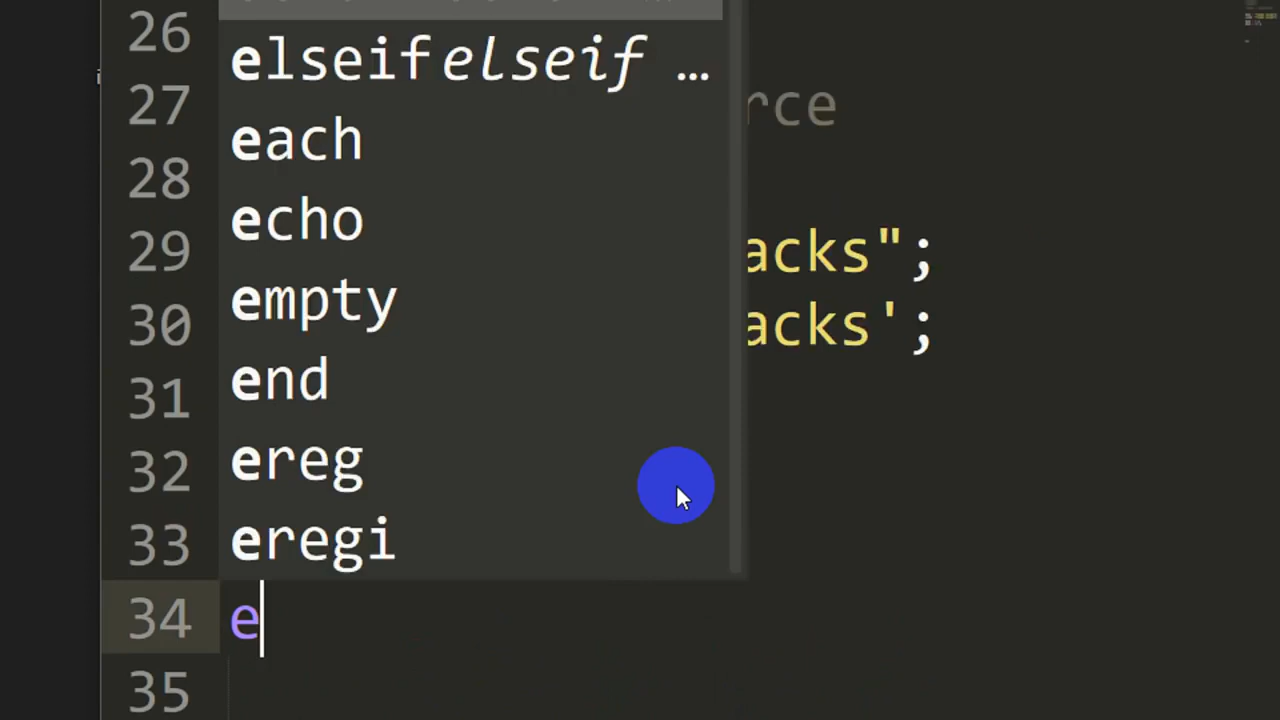 26
elseif elseif …
27 rce
each
28
echo
29 acks";
empty
30 acks';
end
31
ereg
32
eregi
33
34 e
35